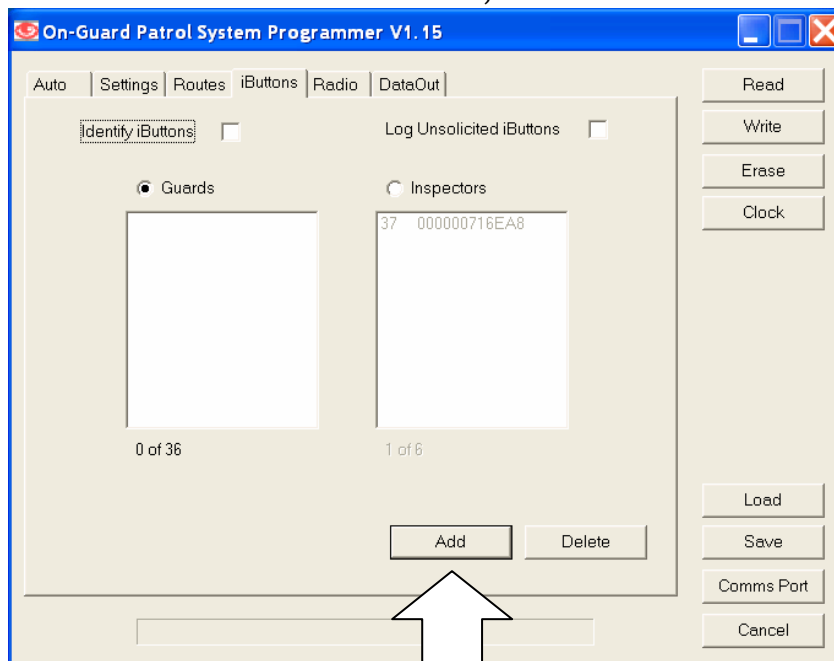 On-Guard Patrol System Programmer V1.15
Auto Settings Routes iButtons Radio DataOut
Read
Identify iButtons Log Unsolicited iButtons
Write
Erase
Guards Inspectors
Clock
37 000000716EA8
0 of 36 1 of 6
Load
Add Delete
Save
Comms Port
Cancel